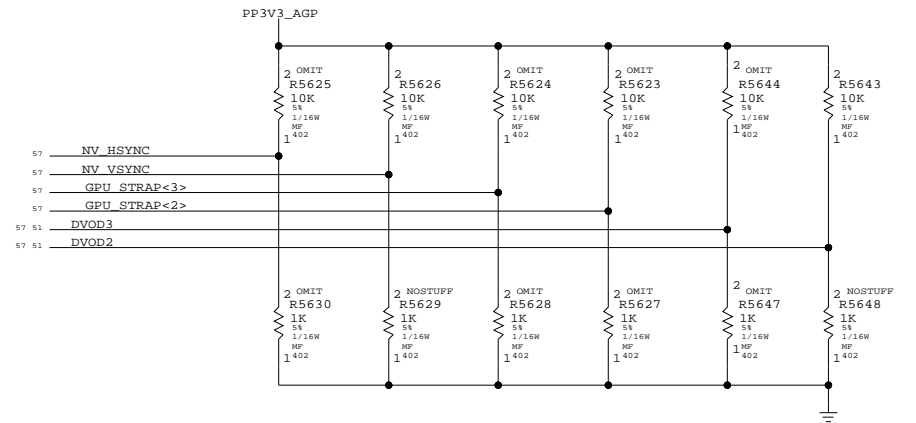 PP3V3_AGP
2 OMIT
R5625
10K
5%
1/16W
MF
1 402
2
R5626
10K
5%
1/16W
MF
1 402
2 OMIT
R5624
10K
5%
1/16W
MF
1 402
2 OMIT
R5623
10K
5%
1/16W
MF
1 402
2 OMIT
R5644
10K
5%
1/16W
MF
1 402
2
R5643
10K
5%
1/16W
MF
1 402
57 NV_HSYNC
57 NV_VSYNC
57 GPU_STRAP<3>
57 GPU_STRAP<2>
57 51 DVOD3
57 51 DVOD2
2 OMIT
R5630
1K
5%
1/16W
MF
1 402
2 NOSTUFF
R5629
1K
5%
1/16W
MF
1 402
2 OMIT
R5628
1K
5%
1/16W
MF
1 402
2 OMIT
R5627
1K
5%
1/16W
MF
1 402
2 OMIT
R5647
1K
5%
1/16W
MF
1 402
2 NOSTUFF
R5648
1K
5%
1/16W
MF
1 402